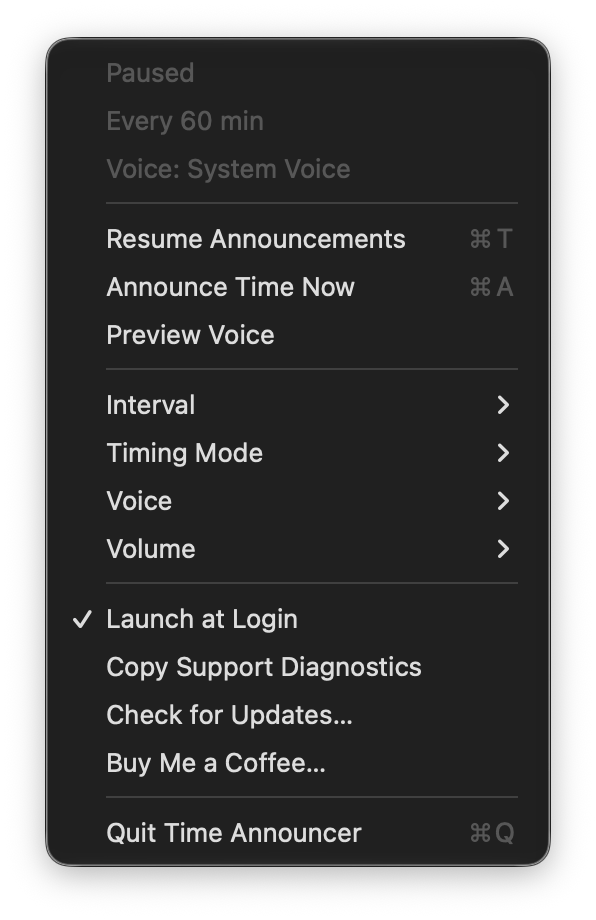 Paused
Every 60 min
Voice: System Voice
Resume Announcements ⌘ T
Announce Time Now ⌘ A
Preview Voice
Interval
Timing Mode
Voice
Volume
✓ Launch at Login
Copy Support Diagnostics
Check for Updates...
Buy Me a Coffee...
Quit Time Announcer ⌘ Q